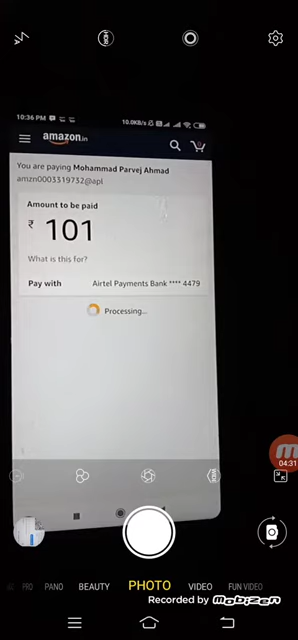 10:36 PM
10.0KB/s
amazon.in
You are paying Mohammad Parvej Ahmad
amzn0003319732@apl
Amount to be paid
₹ 101
What is this for?
Pay with Airtel Payments Bank **** 4479
Processing...
04:31
PRO PANO BEAUTY PHOTO VIDEO FUN VIDEO
Recorded by mobizen